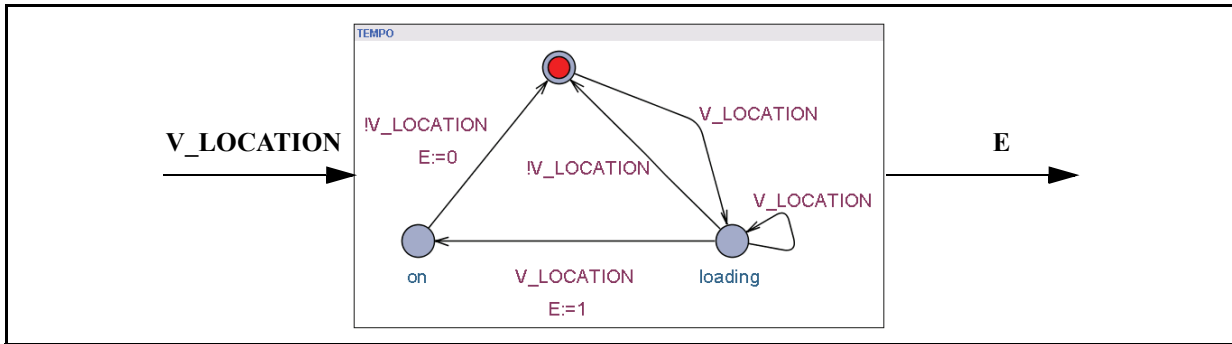 TEMPO
V_LOCATION
!V_LOCATION
E:=0
!V_LOCATION
V_LOCATION
V_LOCATION
E
on
V_LOCATION
E:=1
loading